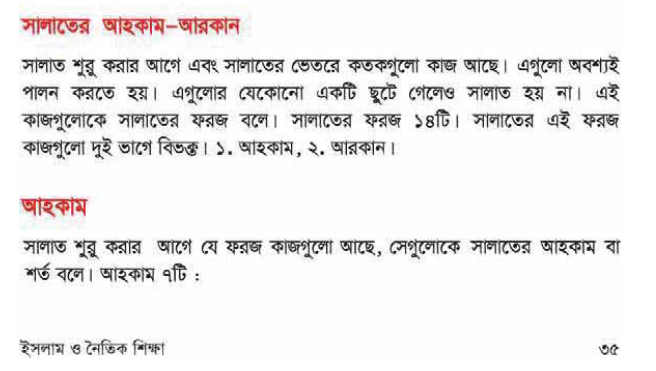 সালাতের আহকাম-আরকান
সালাত শুরু করার আগে এবং সালাতের ভেতরে কতকগুলো কাজ আছে। এগুলো অবশ্যই
পালন করতে হয়। এগুলোর যেকোনো একটি ছুটে গেলেও সালাত হয় না। এই
কাজগুলোকে সালাতের ফরজ বলে। সালাতের ফরজ ১৪টি। সালাতের এই ফরজ
কাজগুলো দুই ভাগে বিভক্ত। ১. আহকাম, ২. আরকান।
আহকাম
সালাত শুরু করার আগে যে ফরজ কাজগুলো আছে, সেগুলোকে সালাতের আহকাম বা
শর্ত বলে। আহকাম ৭টি :
ইসলাম ও নৈতিক শিক্ষা ৩৫